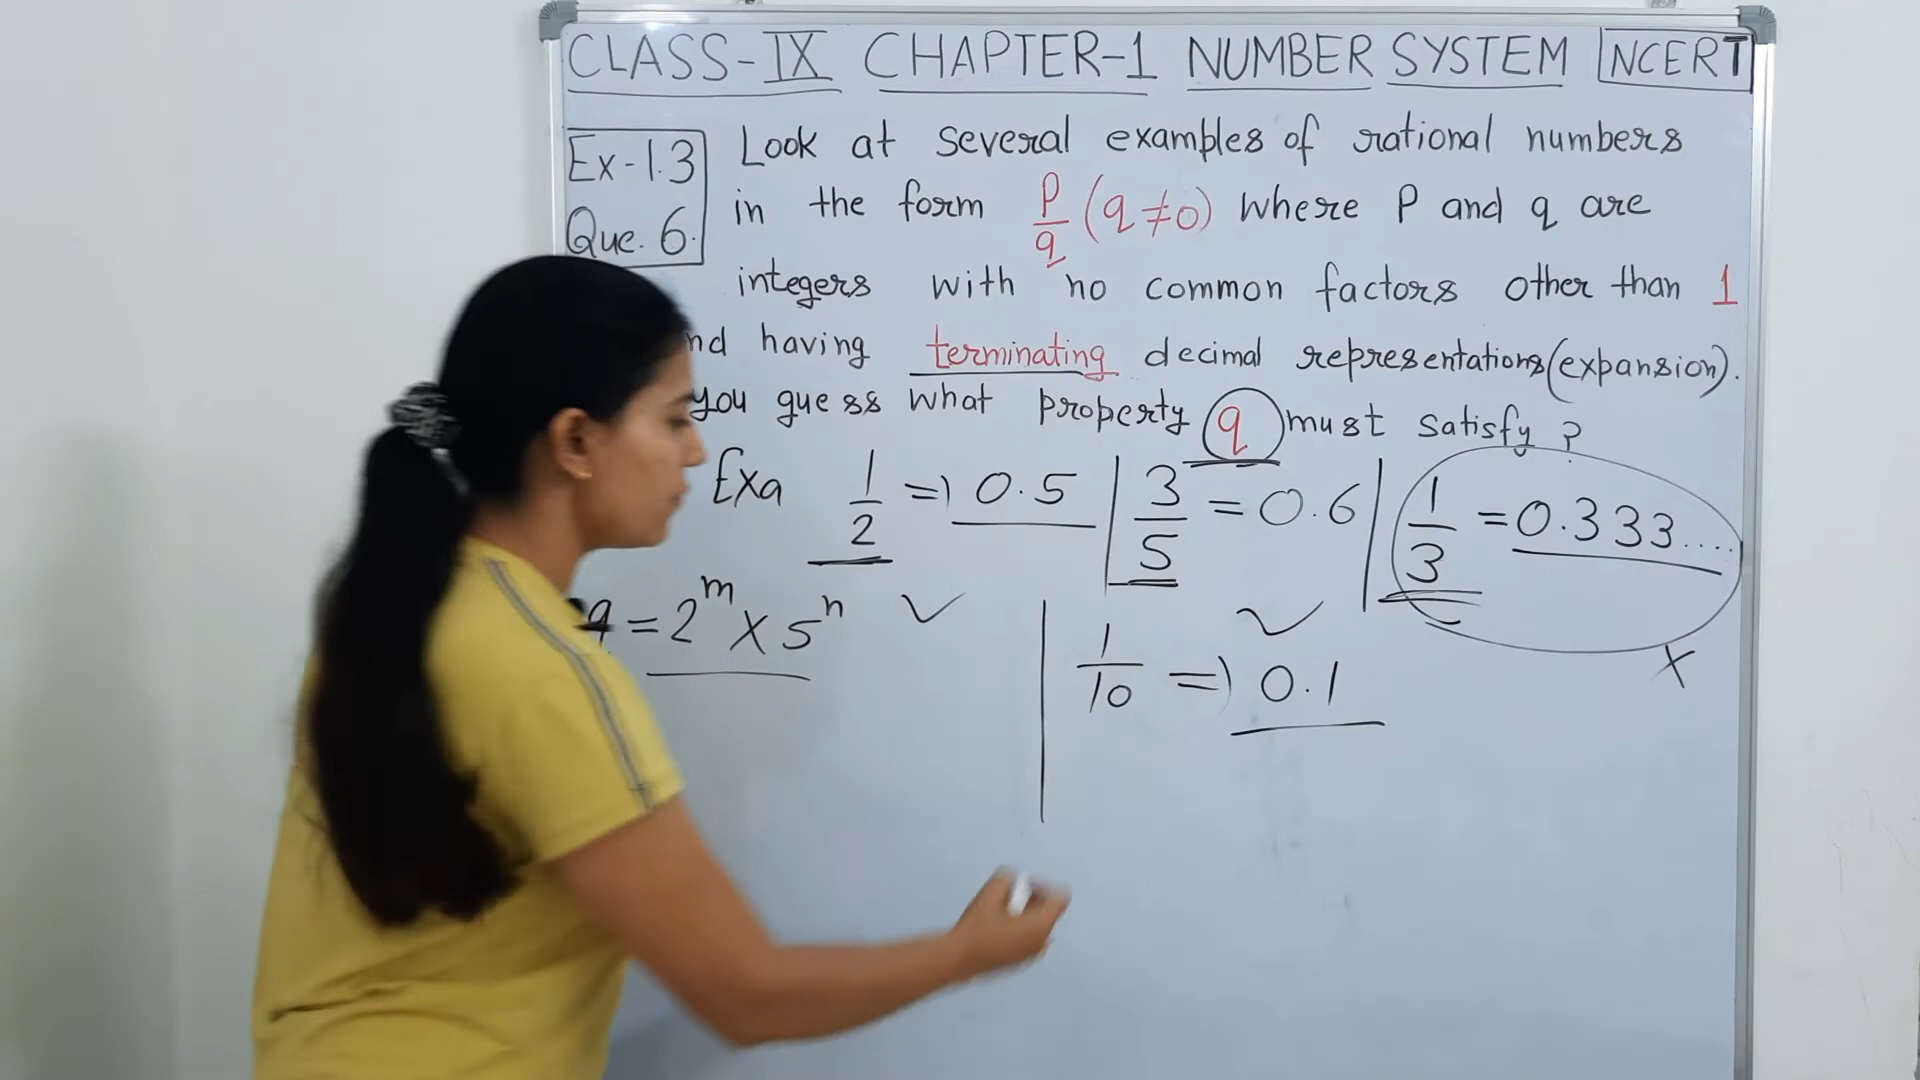 CLASS-IX CHAPTER-1 NUMBER SYSTEM NCERT
Ex-1.3
Que. 6.
Look at several examples of rational numbers
in the form p/q (q≠0) where p and q are
integers with no common factors other than 1
nd having terminating decimal representations (expansion).
you guess what property q must satisfy ?
Exa 1/2 => 0.5 | 3/5 = 0.6 | 1/3 = 0.333....
q = 2^m x 5^n ✓ ✓
1/10 => 0.1 x